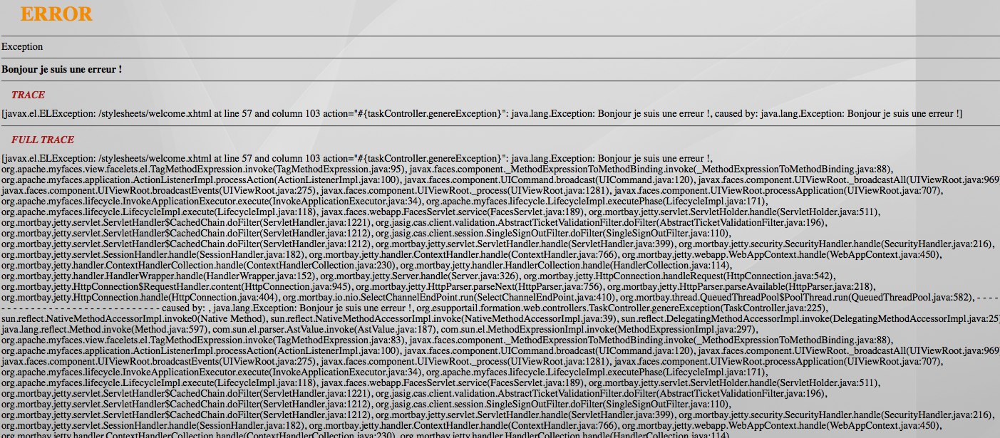 ERROR
Exception
Bonjour je suis une erreur !
TRACE
[javax.el.ELException: /stylesheets/welcome.xhtml at line 57 and column 103 action="#{taskController.genereException}": java.lang.Exception: Bonjour je suis une erreur !, caused by: java.lang.Exception: Bonjour je suis une erreur !]
FULL TRACE
[javax.el.ELException: /stylesheets/welcome.xhtml at line 57 and column 103 action="#{taskController.genereException}": java.lang.Exception: Bonjour je suis une erreur !,
org.apache.myfaces.view.facelets.el.TagMethodExpression.invoke(TagMethodExpression.java:95), javax.faces.component._MethodExpressionToMethodBinding.invoke(_MethodExpressionToMethodBinding.java:88),
org.apache.myfaces.application.ActionListenerImpl.processAction(ActionListenerImpl.java:100), javax.faces.component.UICommand.broadcast(UICommand.java:120), javax.faces.component.UIViewRoot._broadcastAll(UIViewRoot.java:969
javax.faces.component.UIViewRoot.broadcastEvents(UIViewRoot.java:275), javax.faces.component.UIViewRoot._process(UIViewRoot.java:1281), javax.faces.component.UIViewRoot.processApplication(UIViewRoot.java:707),
org.apache.myfaces.lifecycle.InvokeApplicationExecutor.execute(InvokeApplicationExecutor.java:34), org.apache.myfaces.lifecycle.LifecycleImpl.executePhase(LifecycleImpl.java:171),
org.apache.myfaces.lifecycle.LifecycleImpl.execute(LifecycleImpl.java:118), javax.faces.webapp.FacesServlet.service(FacesServlet.java:189), org.mortbay.jetty.servlet.ServletHolder.handle(ServletHolder.java:511),
org.mortbay.jetty.servlet.ServletHandler$CachedChain.doFilter(ServletHandler.java:1221), org.jasig.cas.client.validation.AbstractTicketValidationFilter.doFilter(AbstractTicketValidationFilter.java:196),
org.mortbay.jetty.servlet.ServletHandler$CachedChain.doFilter(ServletHandler.java:1212), org.jasig.cas.client.session.SingleSignOutFilter.doFilter(SingleSignOutFilter.java:110),
org.mortbay.jetty.servlet.ServletHandler$CachedChain.doFilter(ServletHandler.java:1212), org.mortbay.jetty.servlet.ServletHandler.handle(ServletHandler.java:399), org.mortbay.jetty.security.SecurityHandler.handle(SecurityHandler.java:216),
org.mortbay.jetty.servlet.SessionHandler.handle(SessionHandler.java:182), org.mortbay.jetty.handler.ContextHandler.handle(ContextHandler.java:766), org.mortbay.jetty.webapp.WebAppContext.handle(WebAppContext.java:450),
org.mortbay.jetty.handler.ContextHandlerCollection.handle(ContextHandlerCollection.java:230), org.mortbay.jetty.handler.HandlerCollection.handle(HandlerCollection.java:114),
org.mortbay.jetty.handler.HandlerWrapper.handle(HandlerWrapper.java:152), org.mortbay.jetty.Server.handle(Server.java:326), org.mortbay.jetty.HttpConnection.handleRequest(HttpConnection.java:542),
org.mortbay.jetty.HttpConnection$RequestHandler.content(HttpConnection.java:945), org.mortbay.jetty.HttpParser.parseNext(HttpParser.java:756), org.mortbay.jetty.HttpParser.parseAvailable(HttpParser.java:218),
org.mortbay.jetty.HttpConnection.handle(HttpConnection.java:404), org.mortbay.io.nio.SelectChannelEndPoint.run(SelectChannelEndPoint.java:410), org.mortbay.thread.QueuedThreadPool$PoolThread.run(QueuedThreadPool.java:582), - - - -
- - - - - - - - - - - - - - - - - - - - - - - - - - - caused by: , java.lang.Exception: Bonjour je suis une erreur !, org.esupportail.formation.web.controllers.TaskController.genereException(TaskController.java:225),
sun.reflect.NativeMethodAccessorImpl.invoke0(Native Method), sun.reflect.NativeMethodAccessorImpl.invoke(NativeMethodAccessorImpl.java:39), sun.reflect.DelegatingMethodAccessorImpl.invoke(DelegatingMethodAccessorImpl.java:25)
java.lang.reflect.Method.invoke(Method.java:597), com.sun.el.parser.AstValue.invoke(AstValue.java:187), com.sun.el.MethodExpressionImpl.invoke(MethodExpressionImpl.java:297),
org.apache.myfaces.view.facelets.el.TagMethodExpression.invoke(TagMethodExpression.java:83), javax.faces.component._MethodExpressionToMethodBinding.invoke(_MethodExpressionToMethodBinding.java:88),
org.apache.myfaces.application.ActionListenerImpl.processAction(ActionListenerImpl.java:100), javax.faces.component.UICommand.broadcast(UICommand.java:120), javax.faces.component.UIViewRoot._broadcastAll(UIViewRoot.java:969
javax.faces.component.UIViewRoot.broadcastEvents(UIViewRoot.java:275), javax.faces.component.UIViewRoot._process(UIViewRoot.java:1281), javax.faces.component.UIViewRoot.processApplication(UIViewRoot.java:707),
org.apache.myfaces.lifecycle.InvokeApplicationExecutor.execute(InvokeApplicationExecutor.java:34), org.apache.myfaces.lifecycle.LifecycleImpl.executePhase(LifecycleImpl.java:171),
org.apache.myfaces.lifecycle.LifecycleImpl.execute(LifecycleImpl.java:118), javax.faces.webapp.FacesServlet.service(FacesServlet.java:189), org.mortbay.jetty.servlet.ServletHolder.handle(ServletHolder.java:511),
org.mortbay.jetty.servlet.ServletHandler$CachedChain.doFilter(ServletHandler.java:1221), org.jasig.cas.client.validation.AbstractTicketValidationFilter.doFilter(AbstractTicketValidationFilter.java:196),
org.mortbay.jetty.servlet.ServletHandler$CachedChain.doFilter(ServletHandler.java:1212), org.jasig.cas.client.session.SingleSignOutFilter.doFilter(SingleSignOutFilter.java:110),
org.mortbay.jetty.servlet.ServletHandler$CachedChain.doFilter(ServletHandler.java:1212), org.mortbay.jetty.servlet.ServletHandler.handle(ServletHandler.java:399), org.mortbay.jetty.security.SecurityHandler.handle(SecurityHandler.java:216),
org.mortbay.jetty.servlet.SessionHandler.handle(SessionHandler.java:182), org.mortbay.jetty.handler.ContextHandler.handle(ContextHandler.java:766), org.mortbay.jetty.webapp.WebAppContext.handle(WebAppContext.java:450),
org.mortbay.jetty.handler.ContextHandlerCollection.handle(ContextHandlerCollection.java:230), org.mortbay.jetty.handler.HandlerCollection.handle(HandlerCollection.java:114),